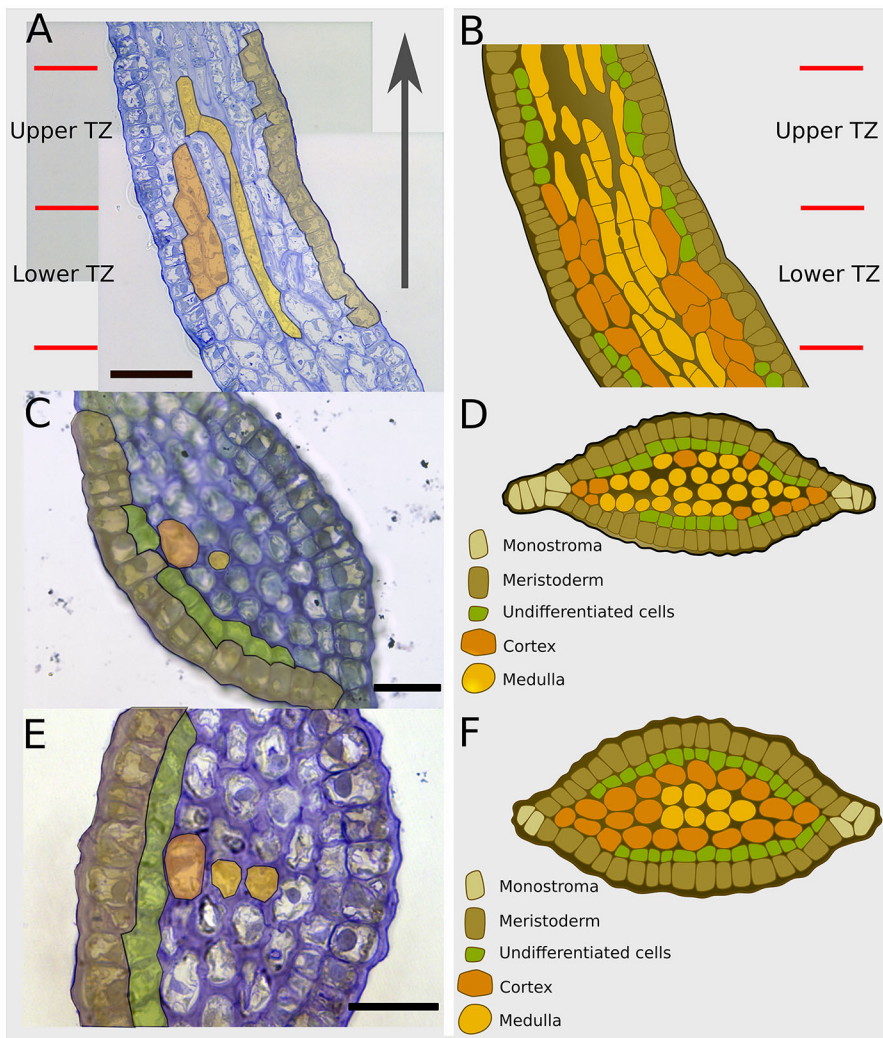 A
Upper TZ
Lower TZ
B
Upper TZ
Lower TZ
C
D
Monostroma
Meristoderm
Undifferentiated cells
Cortex
Medulla
E
F
Monostroma
Meristoderm
Undifferentiated cells
Cortex
Medulla